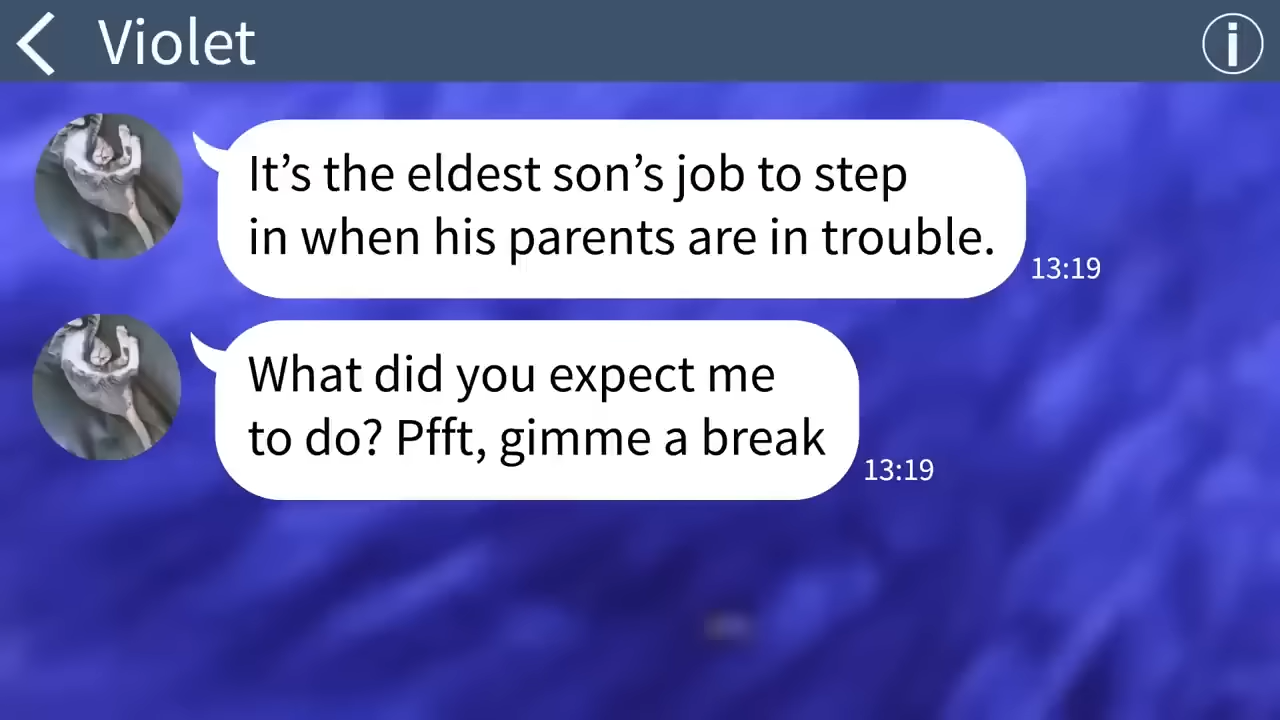 Violet
It’s the eldest son’s job to step
in when his parents are in trouble.
13:19
What did you expect me
to do? Pfft, gimme a break
13:19